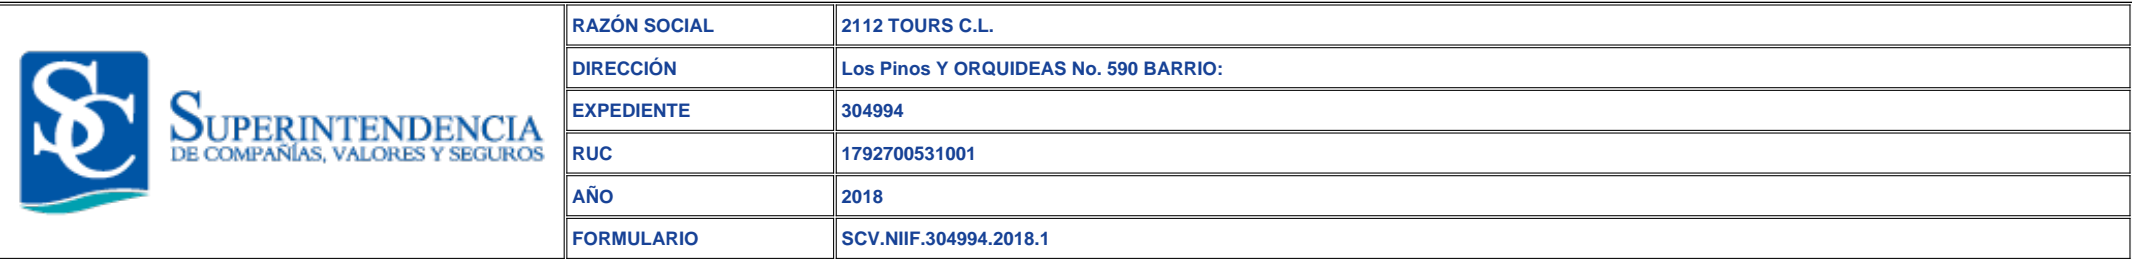 SC
SUPERINTENDENCIA
DE COMPAÑÍAS, VALORES Y SEGUROS
RAZÓN SOCIAL 2112 TOURS C.L.
DIRECCIÓN Los Pinos Y ORQUIDEAS No. 590 BARRIO:
EXPEDIENTE 304994
RUC 1792700531001
AÑO 2018
FORMULARIO SCV.NIIF.304994.2018.1